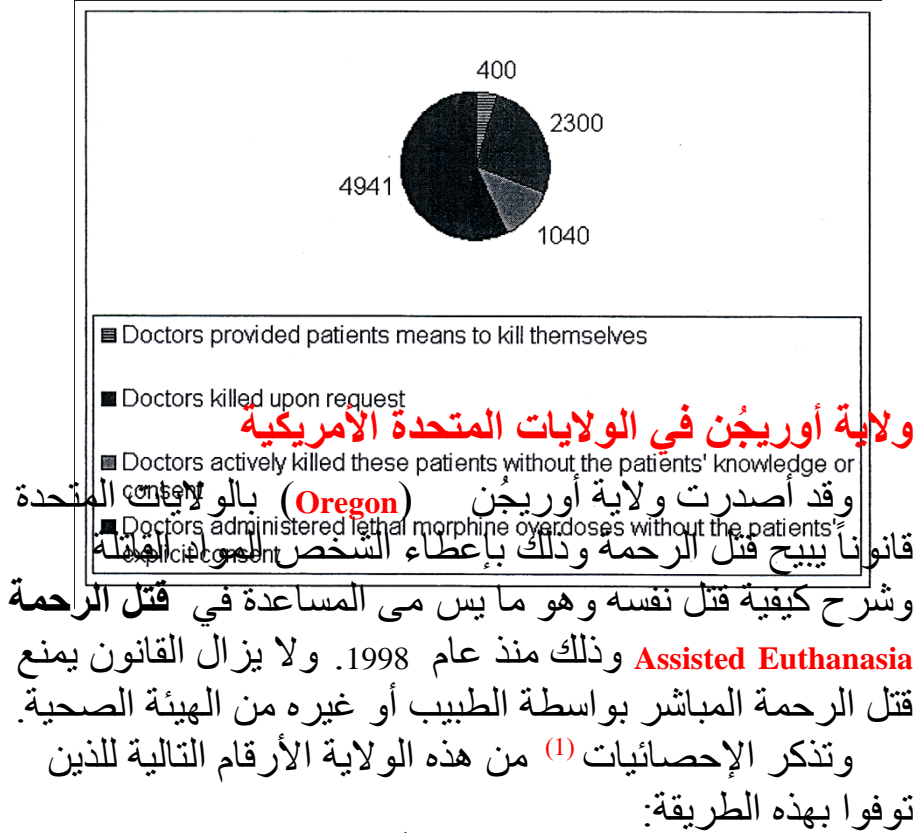 400
2300
4941
1040
Doctors provided patients means to kill themselves
Doctors killed upon request
ولاية أوريجُن في الولايات المتحدة الأمريكية
Doctors actively killed these patients without the patients' knowledge or
consent
وقد أصدرت ولاية أوريجُن (Oregon) بالولايات المتحدة
Doctors administered lethal morphine overdoses without the patients'
explicit consent
قانوناً يبيح قتل الرحمة وذلك بإعطاء الشخص المواد القاتلة
وشرح كيفية قتل نفسه وهو ما يس مى المساعدة في قتل الرحمة
Assisted Euthanasia وذلك منذ عام 1998. ولا يزال القانون يمنع
قتل الرحمة المباشر بواسطة الطبيب أو غيره من الهيئة الصحية.
وتذكر الإحصائيات (1) من هذه الولاية الأرقام التالية للذين
توفوا بهذه الطريقة: